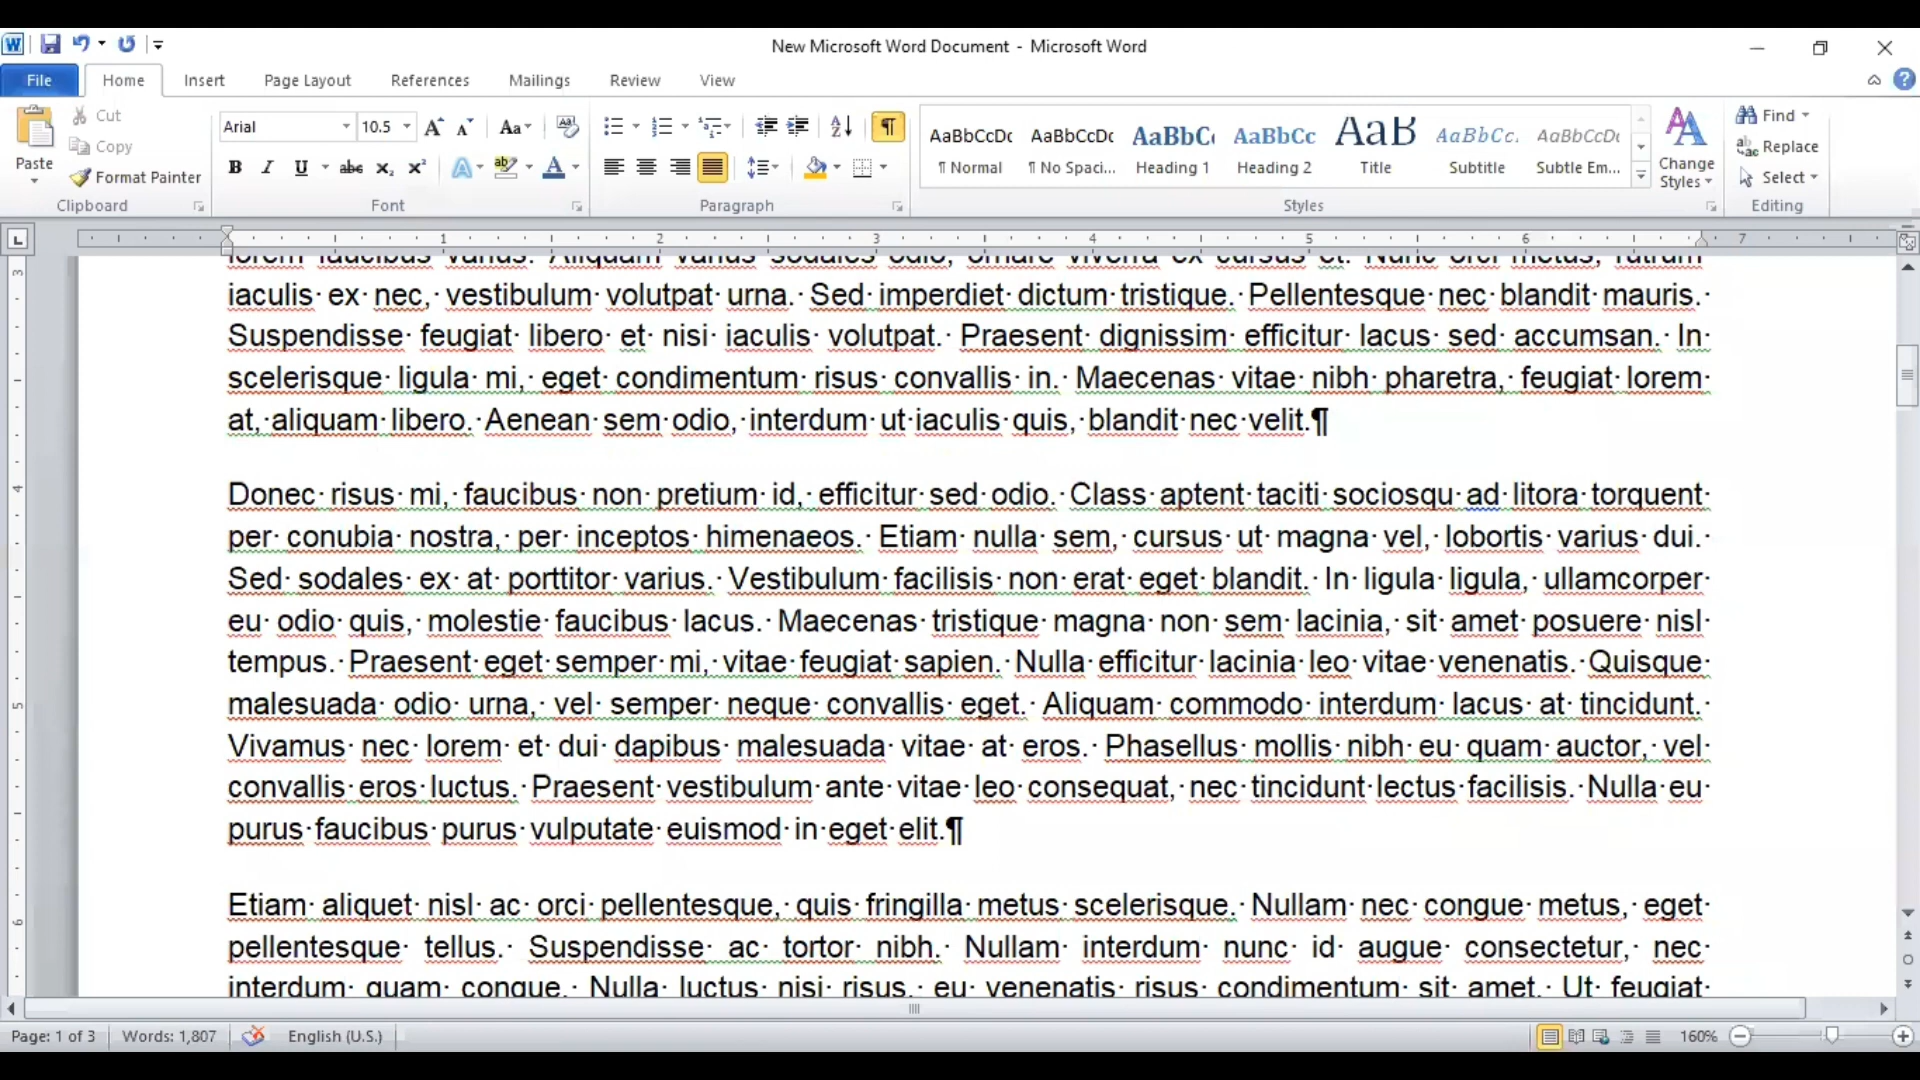 New Microsoft Word Document - Microsoft Word
File Home Insert Page Layout References Mailings Review View
Paste
Cut
Copy
Format Painter
Clipboard
Arial 10.5
Font
Paragraph
AaBbCcDc AaBbCcDc AaBbC AaBbCc AaB AaBbCc. AaBbCcDc
¶ Normal ¶ No Spaci... Heading 1 Heading 2 Title Subtitle Subtle Em...
Change Styles
Styles
Find
Replace
Select
Editing
1 2 3 4 5 6 7
lorem faucibus varius. Aliquam varius sodales odio, ornare viverra ex cursus et. Nunc orci metus, rutrum
iaculis ex nec, vestibulum volutpat urna. Sed imperdiet dictum tristique. Pellentesque nec blandit mauris.
Suspendisse feugiat libero et nisi iaculis volutpat. Praesent dignissim efficitur lacus sed accumsan. In
scelerisque ligula mi, eget condimentum risus convallis in. Maecenas vitae nibh pharetra, feugiat lorem
at, aliquam libero. Aenean sem odio, interdum ut iaculis quis, blandit nec velit.¶
Donec risus mi, faucibus non pretium id, efficitur sed odio. Class aptent taciti sociosqu ad litora torquent
per conubia nostra, per inceptos himenaeos. Etiam nulla sem, cursus ut magna vel, lobortis varius dui.
Sed sodales ex at porttitor varius. Vestibulum facilisis non erat eget blandit. In ligula ligula, ullamcorper
eu odio quis, molestie faucibus lacus. Maecenas tristique magna non sem lacinia, sit amet posuere nisl
tempus. Praesent eget semper mi, vitae feugiat sapien. Nulla efficitur lacinia leo vitae venenatis. Quisque
malesuada odio urna, vel semper neque convallis eget. Aliquam commodo interdum lacus at tincidunt.
Vivamus nec lorem et dui dapibus malesuada vitae at eros. Phasellus mollis nibh eu quam auctor, vel
convallis eros luctus. Praesent vestibulum ante vitae leo consequat, nec tincidunt lectus facilisis. Nulla eu
purus faucibus purus vulputate euismod in eget elit.¶
Etiam aliquet nisl ac orci pellentesque, quis fringilla metus scelerisque. Nullam nec congue metus, eget
pellentesque tellus. Suspendisse ac tortor nibh. Nullam interdum nunc id augue consectetur, nec
interdum quam congue. Nulla luctus nisi risus, eu venenatis risus condimentum sit amet. Ut feugiat
3
4
5
6
Page: 1 of 3 Words: 1,807 English (U.S.) 160%